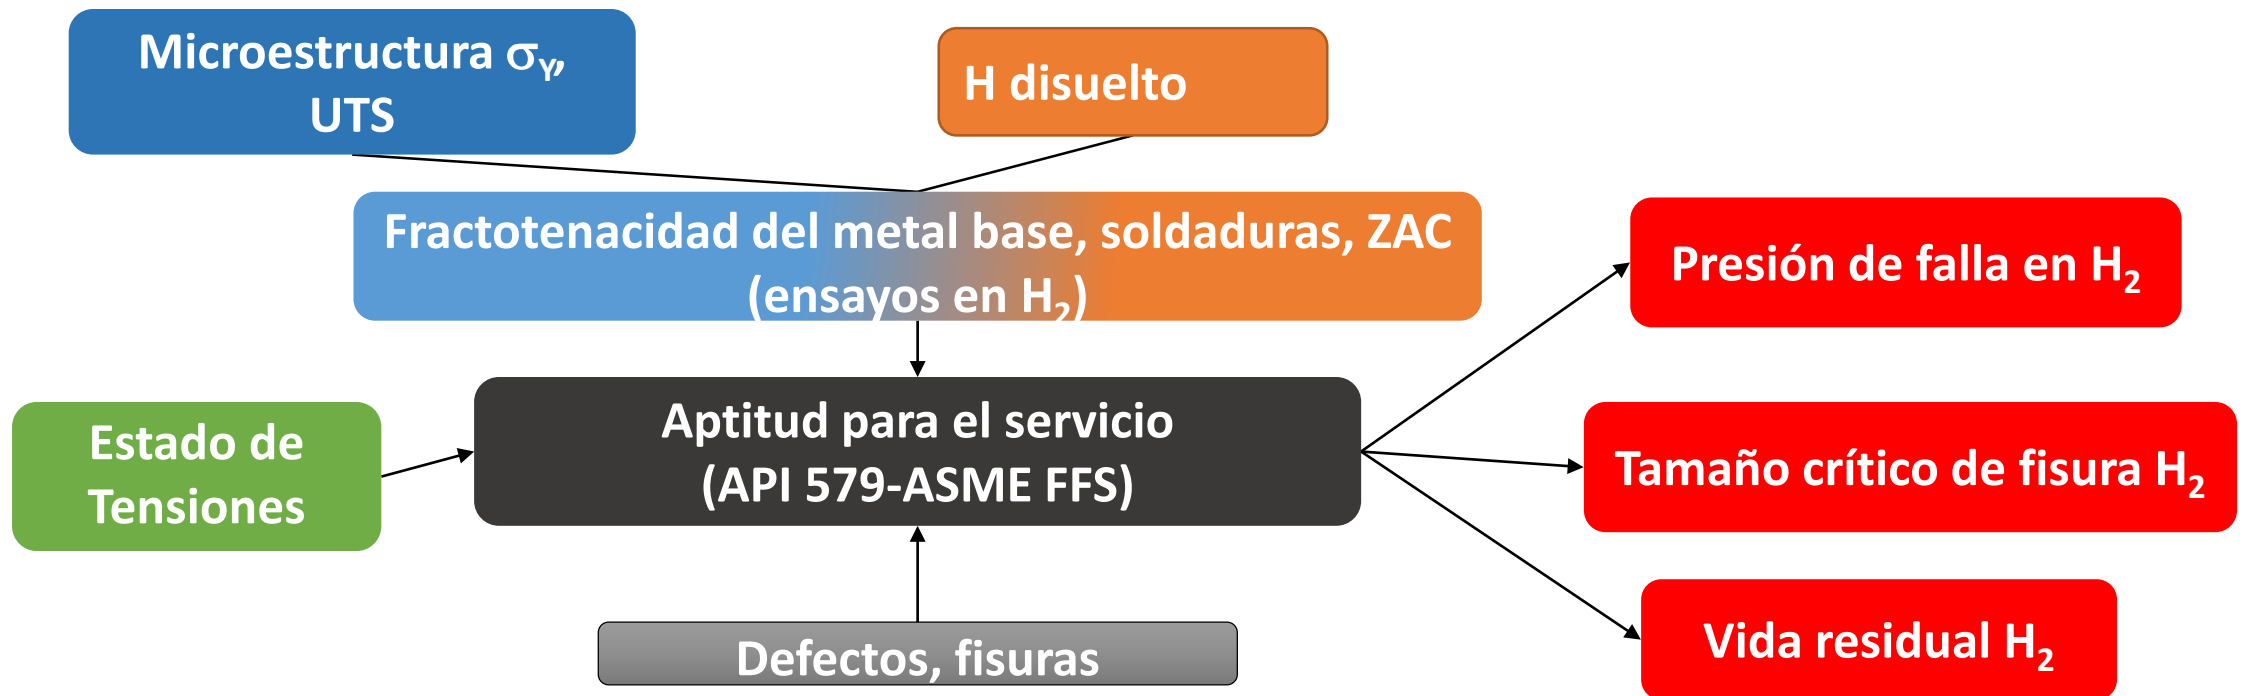 Microestructura σY,
UTS
H disuelto
Fractotenacidad del metal base, soldaduras, ZAC
(ensayos en H2)
Presión de falla en H2
Estado de
Tensiones
Aptitud para el servicio
(API 579-ASME FFS)
Tamaño crítico de fisura H2
Defectos, fisuras
Vida residual H2